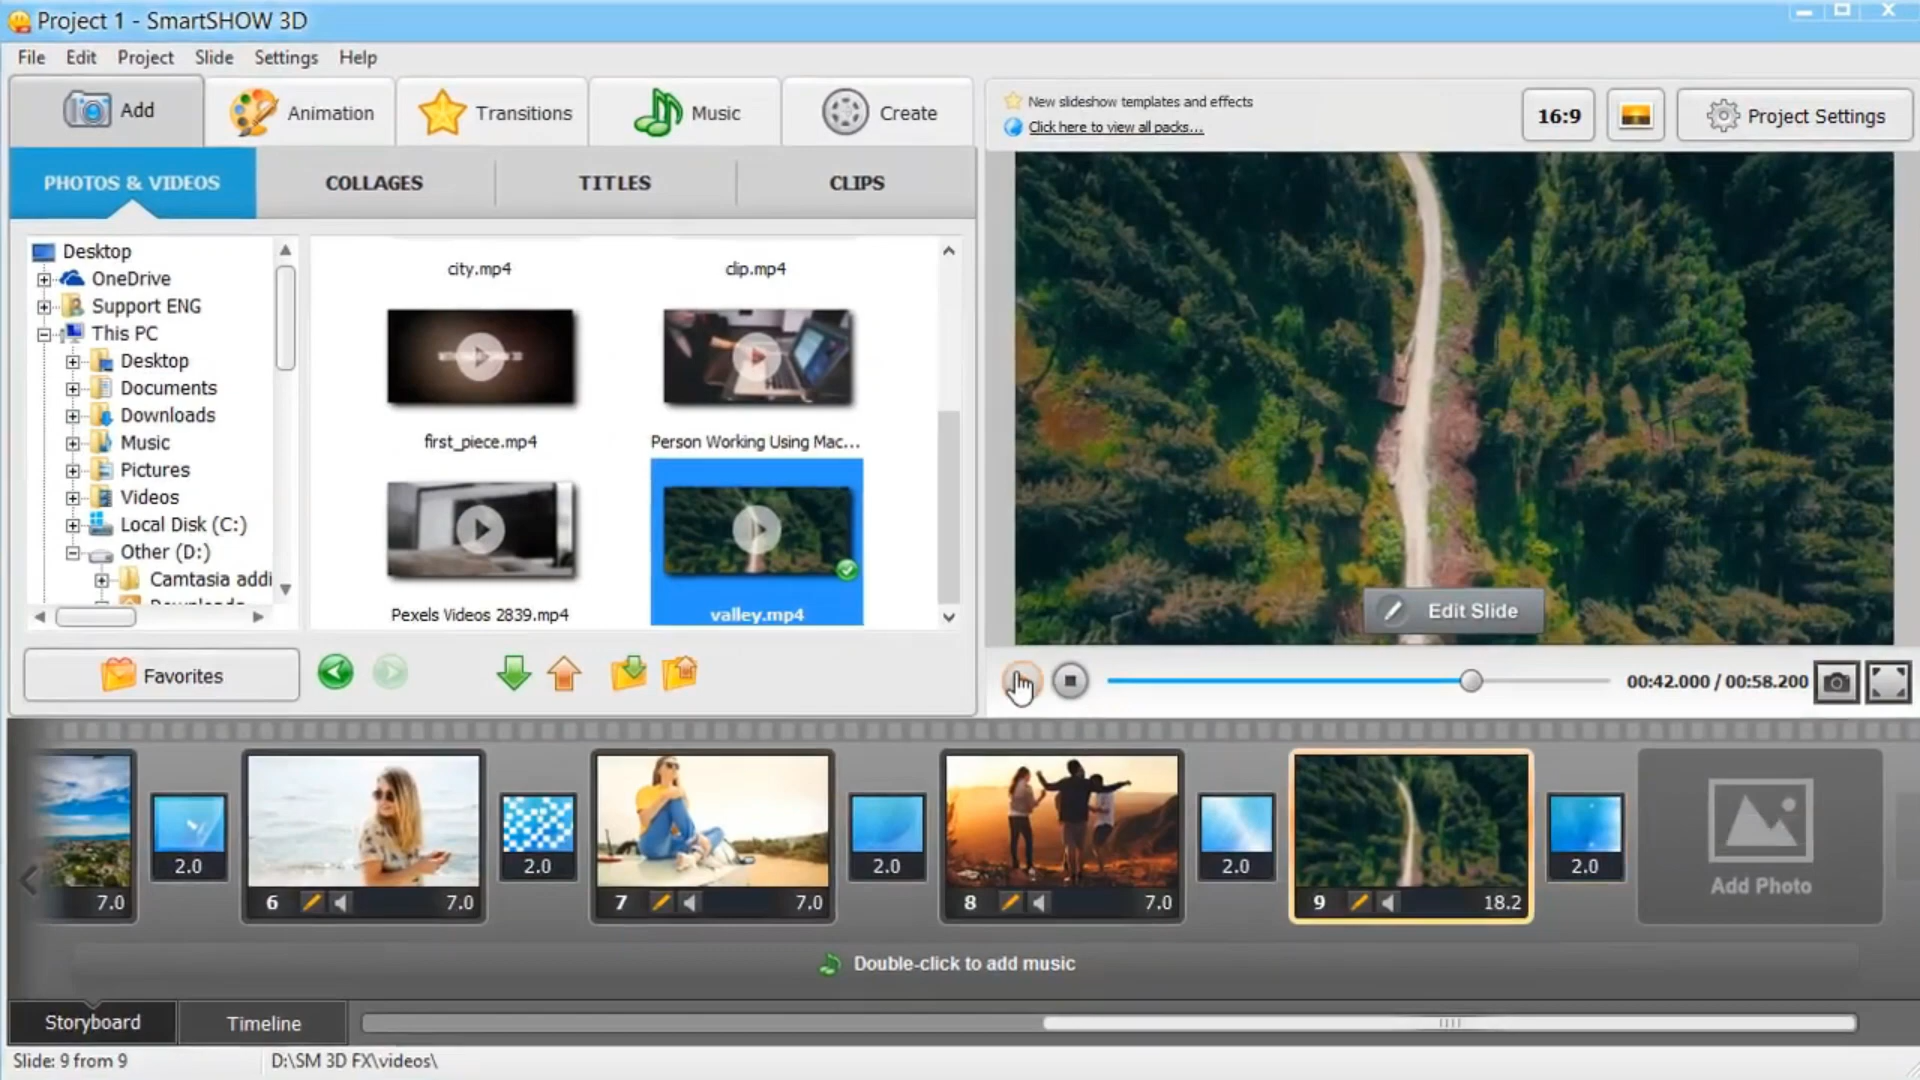 Project 1 - SmartSHOW 3D
File Edit Project Slide Settings Help
Add
Animation
Transitions
Music
Create
New slideshow templates and effects
Click here to view all packs...
16:9
Project Settings
PHOTOS & VIDEOS
COLLAGES
TITLES
CLIPS
Desktop
OneDrive
Support ENG
This PC
Desktop
Documents
Downloads
Music
Pictures
Videos
Local Disk (C:)
Other (D:)
Camtasia addi
city.mp4
clip.mp4
first_piece.mp4
Person Working Using Mac...
Pexels Videos 2839.mp4
valley.mp4
Edit Slide
Favorites
00:42.000 / 00:58.200
7.0
2.0
6
7.0
2.0
7
7.0
2.0
8
7.0
2.0
9
18.2
2.0
Add Photo
Double-click to add music
Storyboard
Timeline
Slide: 9 from 9
D:\SM 3D FX\videos\